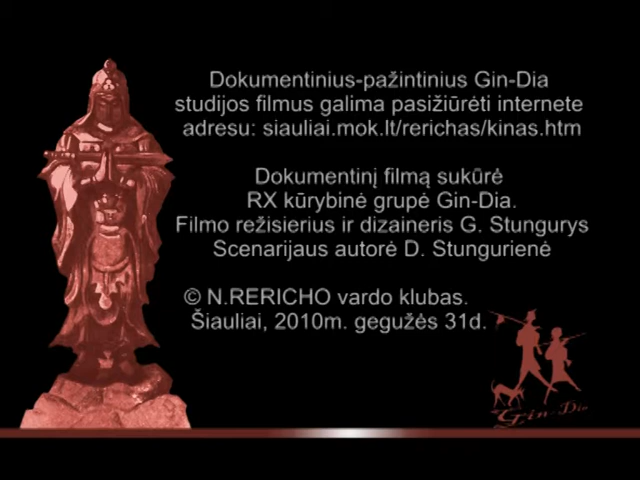 Dokumentinius-pažintinius Gin-Dia
studijos filmus galima pasižiūrėti internete
adresu: siauliai.mok.lt/rerichas/kinas.htm
Dokumentinį filmą sukūrė
RX kūrybinė grupė Gin-Dia.
Filmo režisierius ir dizaineris G. Stungurys
Scenarijaus autorė D. Stungurienė
© N.RERICHO vardo klubas.
Šiauliai, 2010m. gegužės 31d.
Gin-Dia